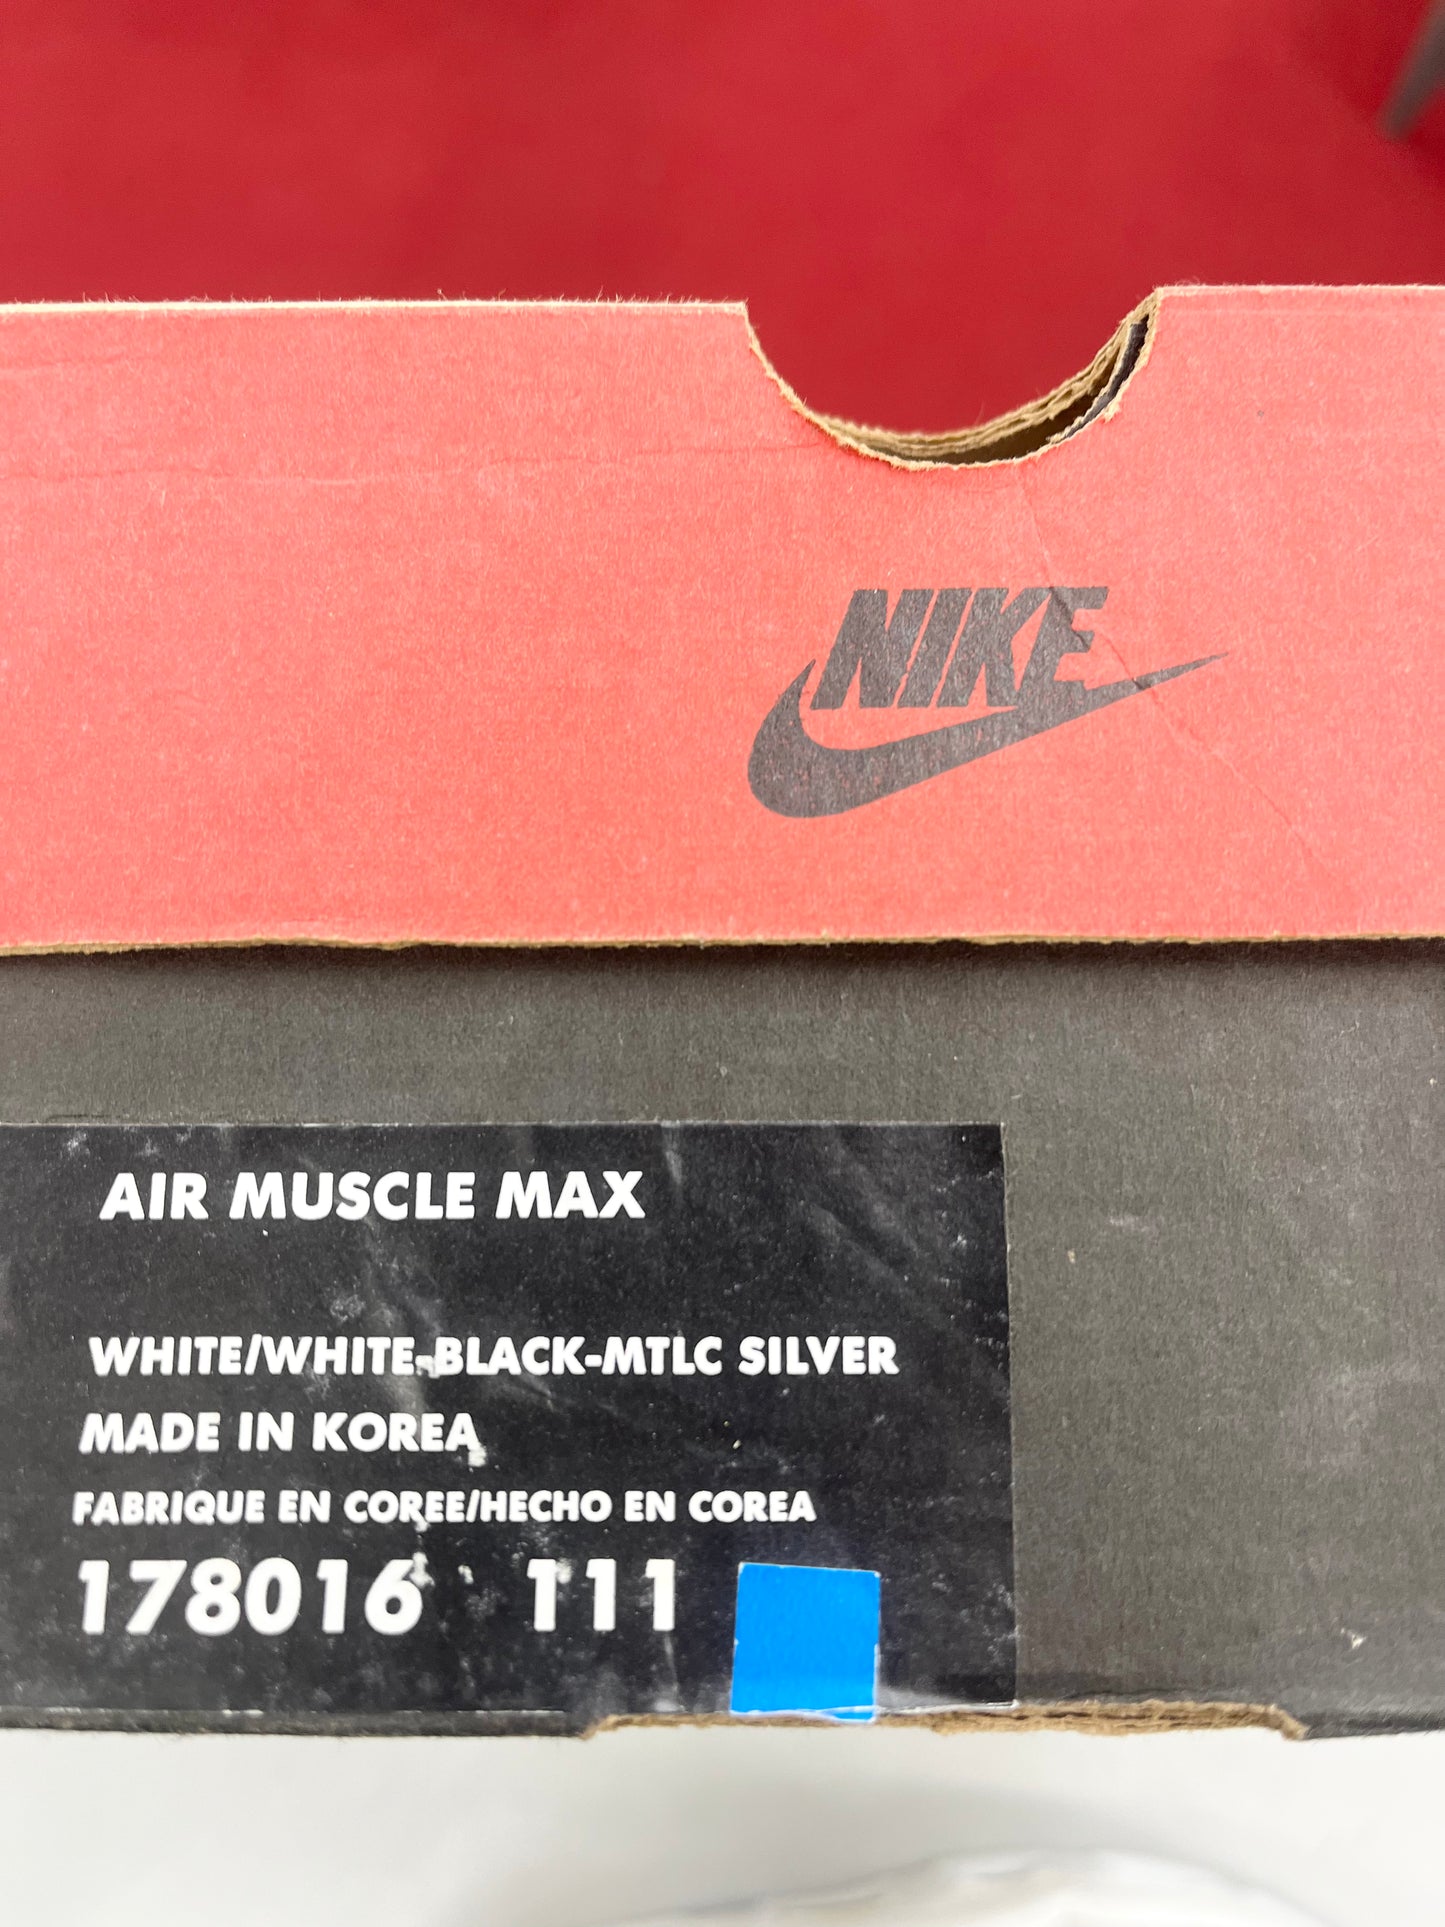 NIKE
AIR MUSCLE MAX
WHITE/WHITE-BLACK-MTLC SILVER
MADE IN KOREA
FABRIQUE EN COREE/HECHO EN COREA
178016 111